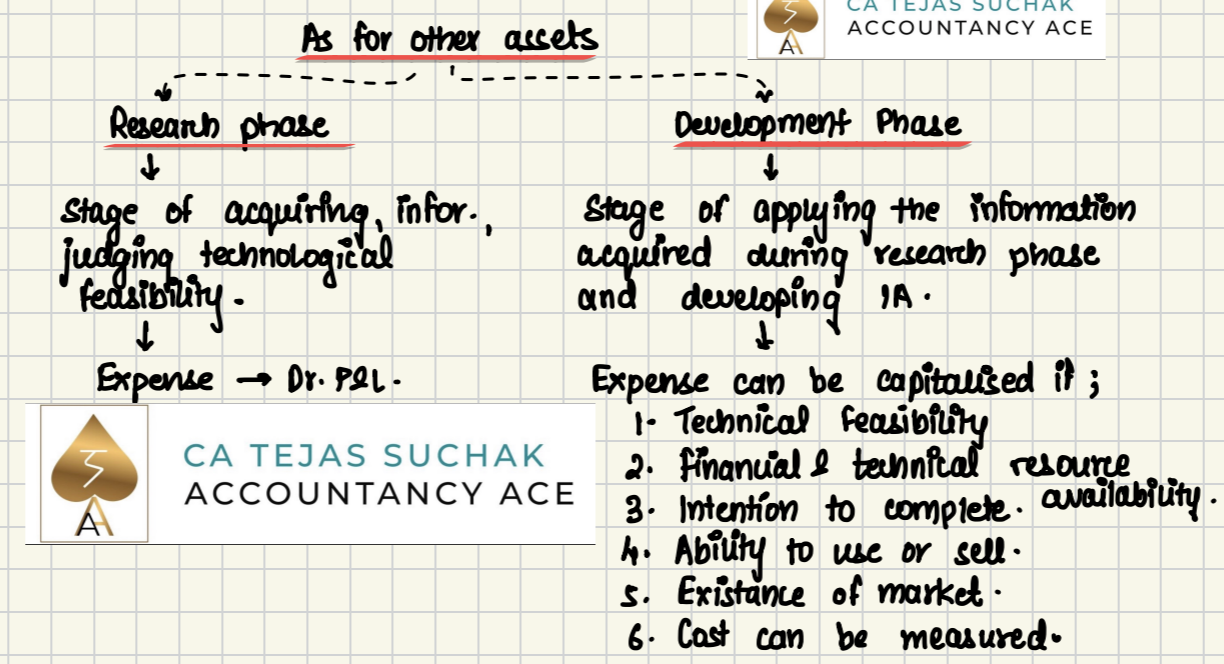 CA TEJAS SUCHAK
ACCOUNTANCY ACE
As for other assets
Research phase
Stage of acquiring, infor.,
judging technological
feasibility.
Expense → Dr. P&L.
CA TEJAS SUCHAK
ACCOUNTANCY ACE
Development Phase
Stage of applying the information
acquired during research phase
and developing IA.
Expense can be capitalised if;
1. Technical feasibility
2. Financial & technical resource
availability.
3. Intention to complete.
4. Ability to use or sell.
5. Existance of market.
6. Cost can be measured.